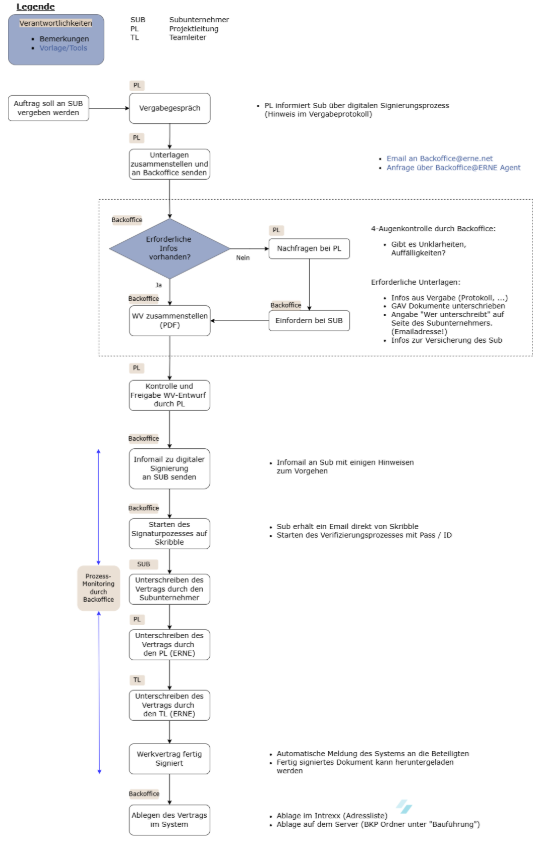 Legende
Verantwortlichkeiten
• Bemerkungen
• Vorlage/Tools
SUB Subunternehmer
PL Projektleitung
TL Teamleiter
PL
Auftrag soll an SUB
vergeben werden
Vergabegespräch
• PL informiert Sub über digitalen Signierungsprozess
(Hinweis im Vergabeprotokoll)
PL
Unterlagen
zusammenstellen und
an Backoffice senden
• Email an Backoffice@erne.net
• Anfrage über Backoffice@ERNE Agent
Backoffice
Erforderliche
Infos
vorhanden?
Nein
Ja
PL
Nachfragen bei PL
4-Augenkontrolle durch Backoffice:
• Gibt es Unklarheiten,
Auffälligkeiten?
Erforderliche Unterlagen:
• Infos aus Vergabe (Protokoll, ...)
• GAV Dokumente unterschrieben
• Angabe "Wer unterschreibt" auf
Seite des Subunternehmers.
(Emailadresse!)
• Infos zur Versicherung des Sub
Backoffice
WV zusammenstellen
(PDF)
Backoffice
Einfordern bei SUB
PL
Kontrolle und
Freigabe WV-Entwurf
durch PL
Backoffice
Infomail zu digitaler
Signierung
an SUB senden
• Infomail an Sub mit einigen Hinweisen
zum Vorgehen
Backoffice
Starten des
Signaturpozesses auf
Skribble
• Sub erhält ein Email direkt von Skribble
• Starten des Verifizierungsprozesses mit Pass / ID
Prozess-
Monitoring
durch
Backoffice
SUB
Unterschreiben des
Vertrags durch den
Subunternehmer
PL
Unterschreiben des
Vertrags durch
den PL (ERNE)
TL
Unterschreiben des
Vertrags durch
den TL (ERNE)
Werkvertrag fertig
Signiert
• Automatische Meldung des Systems an die Beteiligten
• Fertig signiertes Dokument kann heruntergeladen
werden
Backoffice
Ablegen des Vertrags
im System
• Ablage im Intrexx (Adressliste)
• Ablage auf dem Server (BKP Ordner unter "Bauführung")